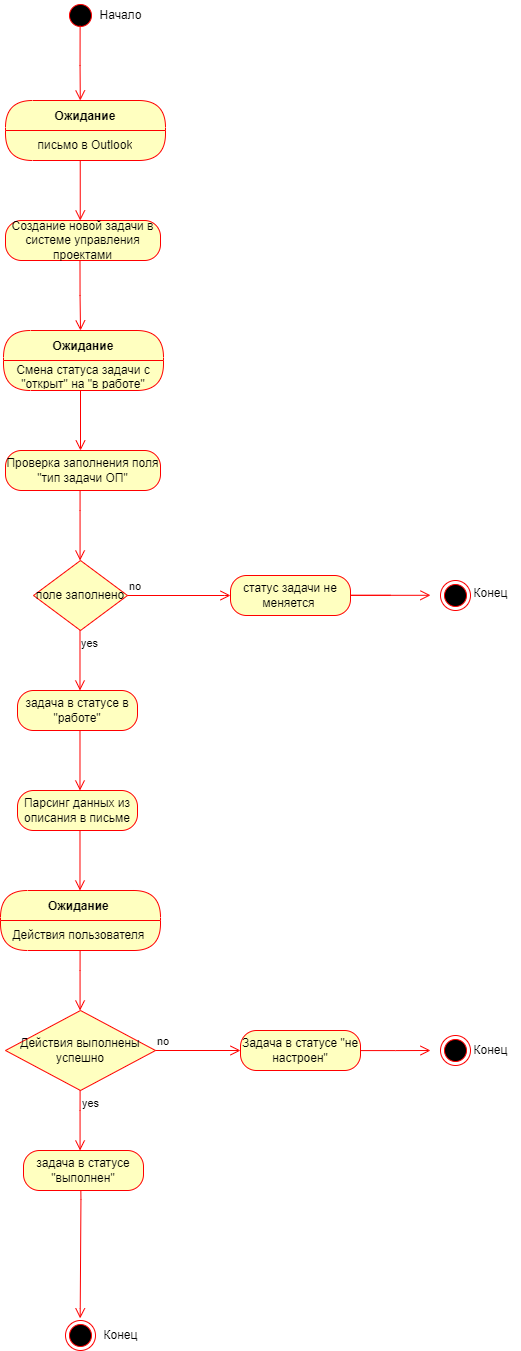 Начало
Ожидание
письмо в Outlook
Создание новой задачи в
системе управления
проектами
Ожидание
Смена статуса задачи с
"открыт" на "в работе"
Проверка заполнения поля
"тип задачи ОП"
поле заполнено
no
статус задачи не
меняется
Конец
yes
задача в статусе в
"работе"
Парсинг данных из
описания в письме
Ожидание
Действия пользователя
Действия выполнены
успешно
no
Задача в статусе "не
настроен"
Конец
yes
задача в статусе
"выполнен"
Конец